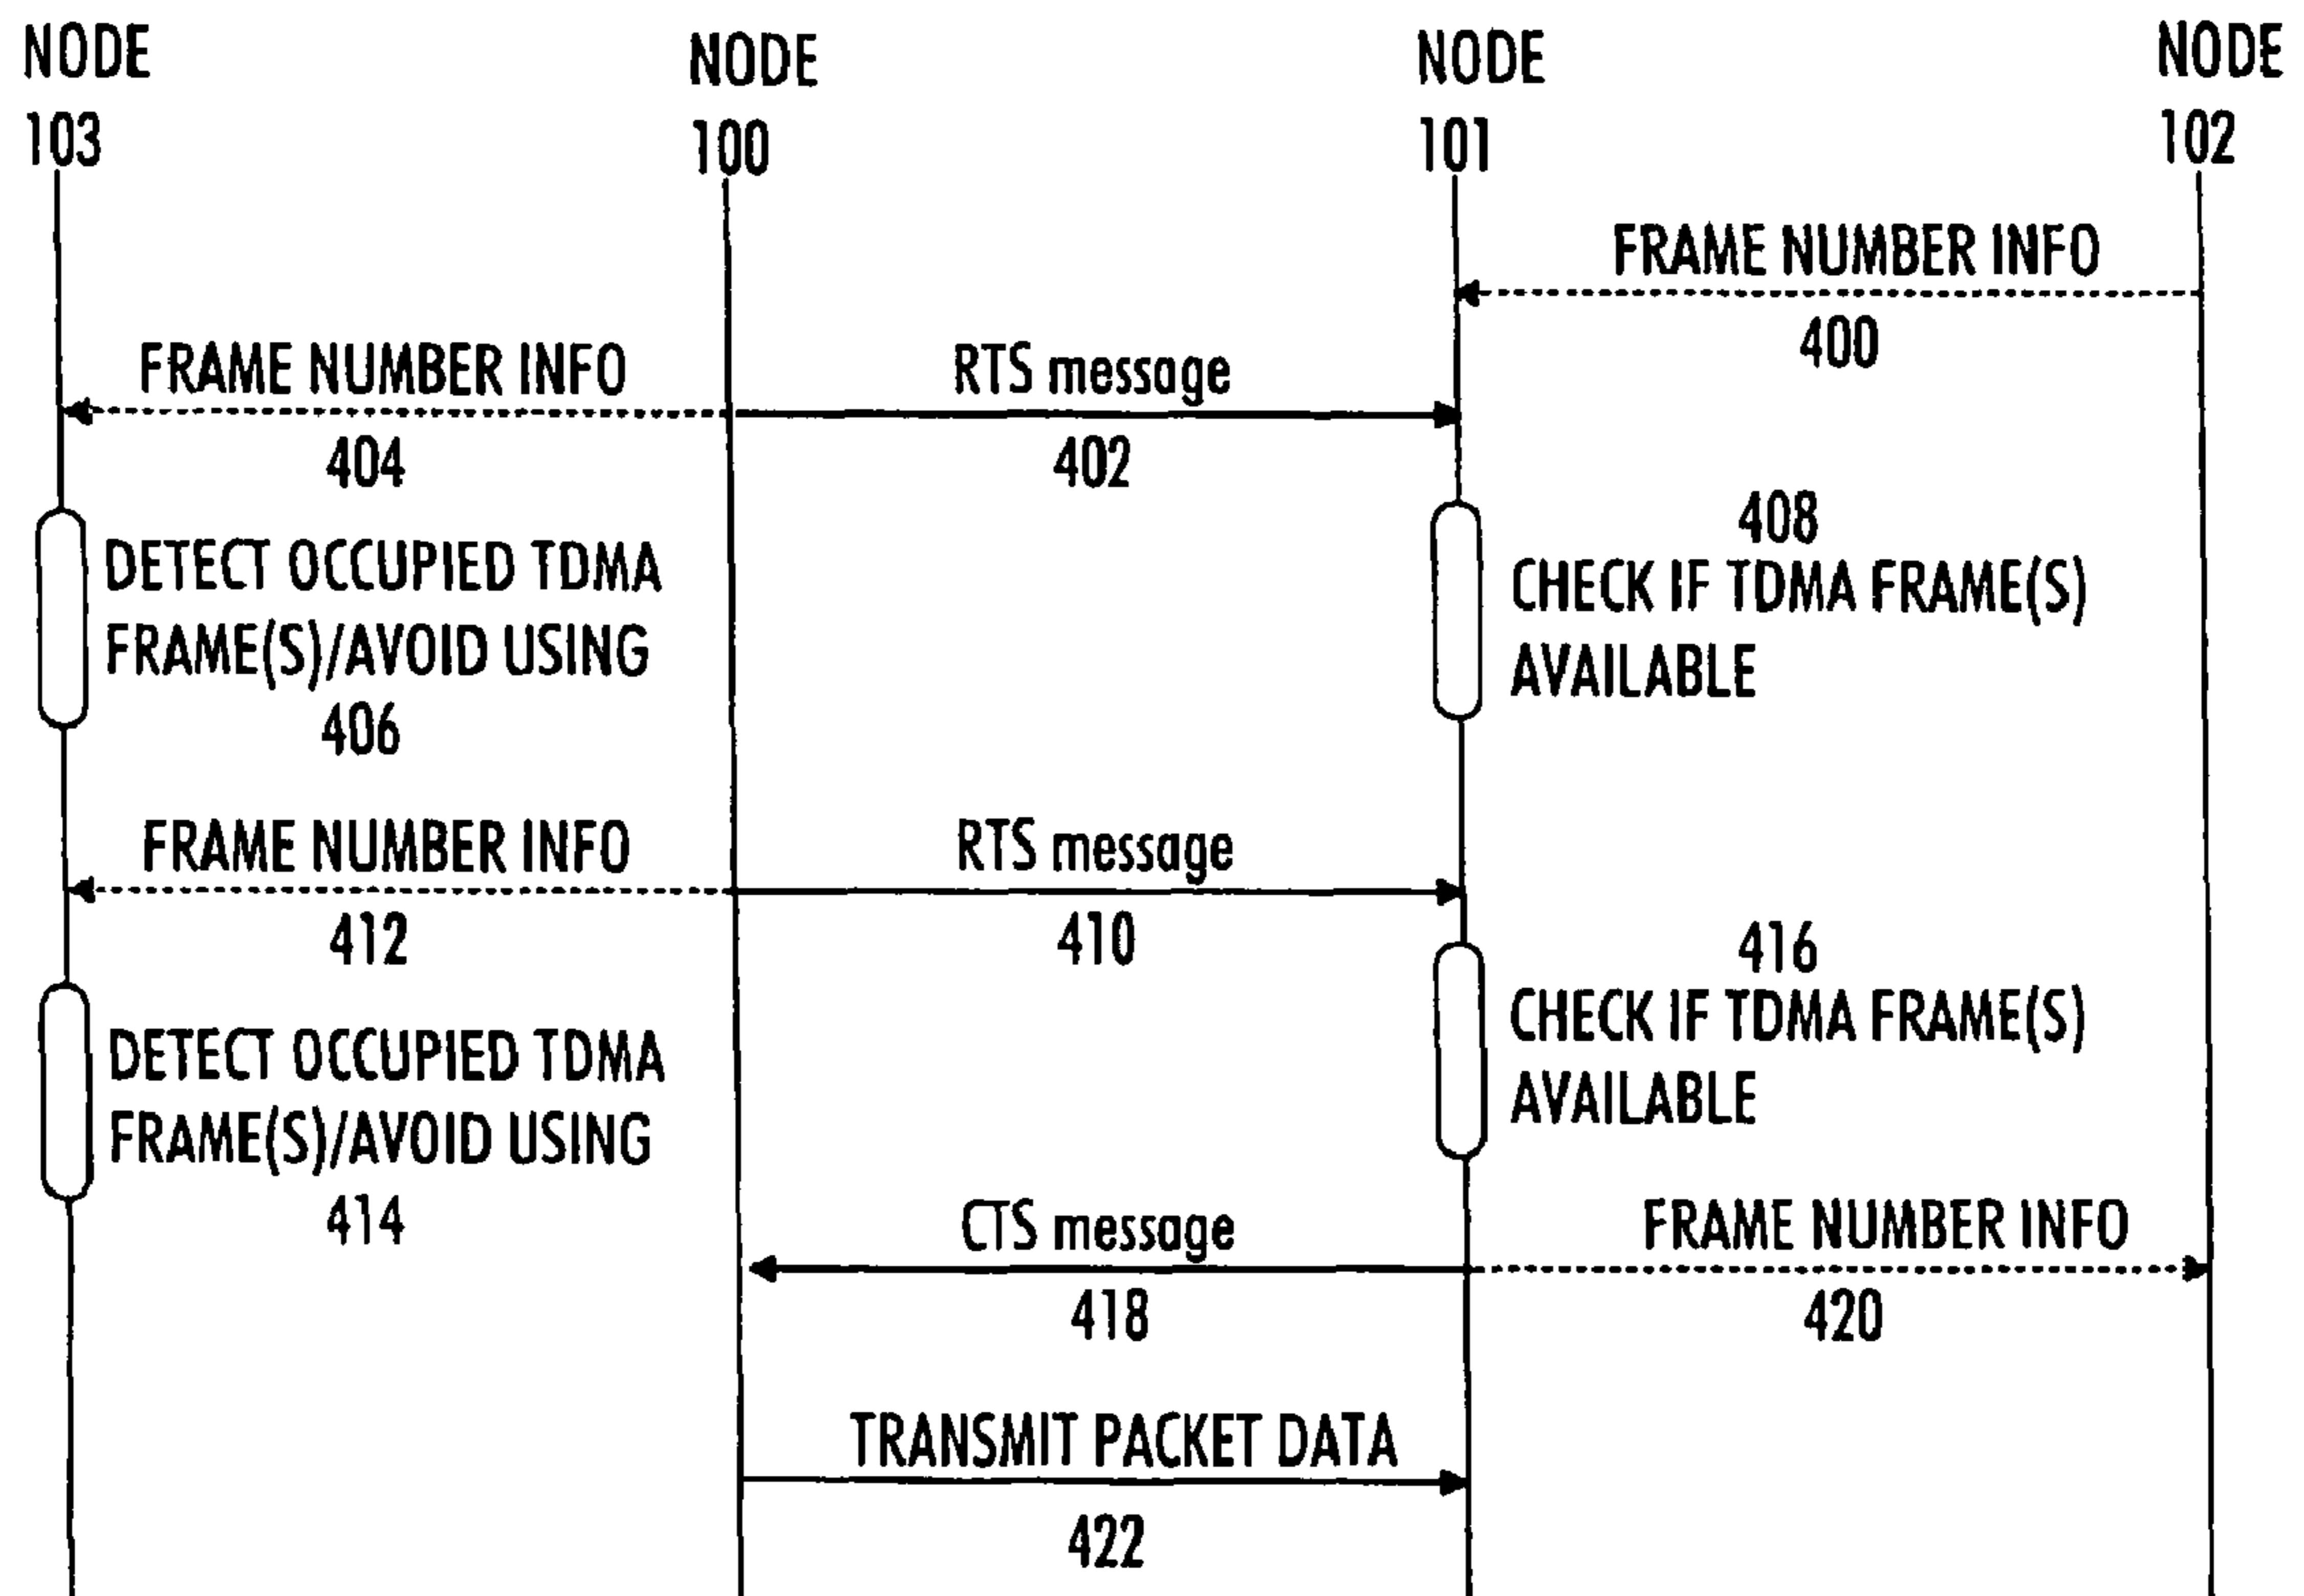 NODE
103
NODE
100
NODE
101
NODE
102
FRAME NUMBER INFO
400
FRAME NUMBER INFO
404
RTS message
402
DETECT OCCUPIED TDMA
FRAME(S)/AVOID USING
406
408
CHECK IF TDMA FRAME(S)
AVAILABLE
FRAME NUMBER INFO
412
RTS message
410
DETECT OCCUPIED TDMA
FRAME(S)/AVOID USING
414
416
CHECK IF TDMA FRAME(S)
AVAILABLE
CTS message
418
FRAME NUMBER INFO
420
TRANSMIT PACKET DATA
422